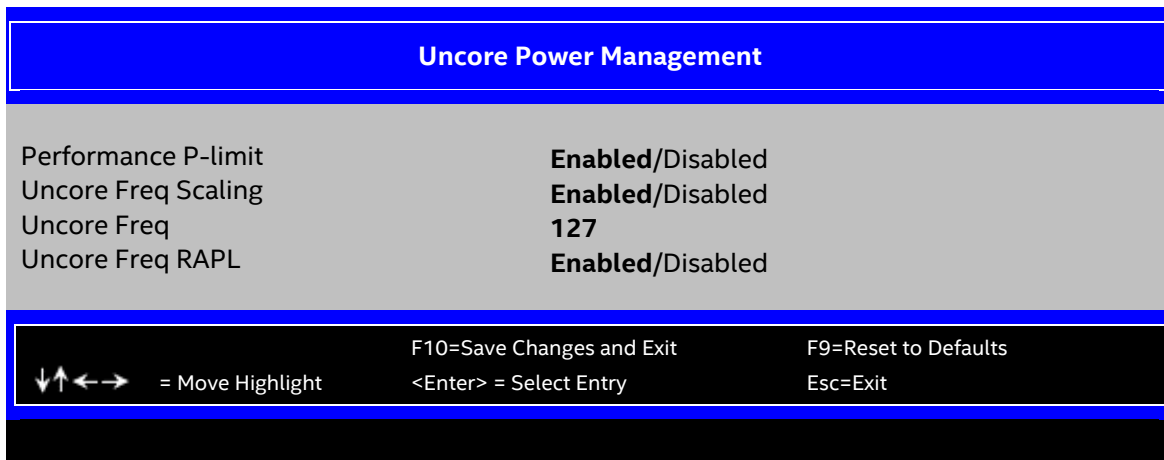 Uncore Power Management
Performance P-limit Enabled/Disabled
Uncore Freq Scaling Enabled/Disabled
Uncore Freq 127
Uncore Freq RAPL Enabled/Disabled
F10=Save Changes and Exit F9=Reset to Defaults
↓↑←→ = Move Highlight <Enter> = Select Entry Esc=Exit